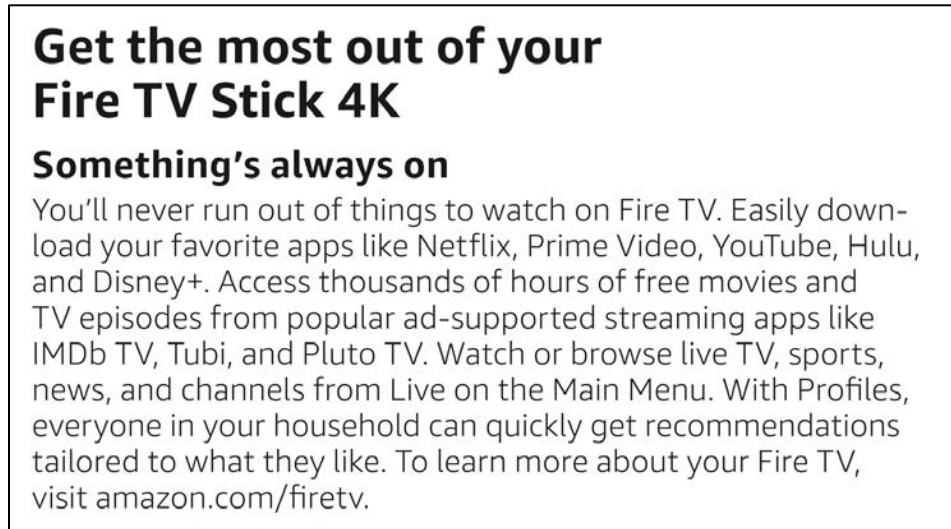 Get the most out of your
Fire TV Stick 4K
Something's always on
You'll never run out of things to watch on Fire TV. Easily down-
load your favorite apps like Netflix, Prime Video, YouTube, Hulu,
and Disney+. Access thousands of hours of free movies and
TV episodes from popular ad-supported streaming apps like
IMDb TV, Tubi, and Pluto TV. Watch or browse live TV, sports,
news, and channels from Live on the Main Menu. With Profiles,
everyone in your household can quickly get recommendations
tailored to what they like. To learn more about your Fire TV,
visit amazon.com/firetv.